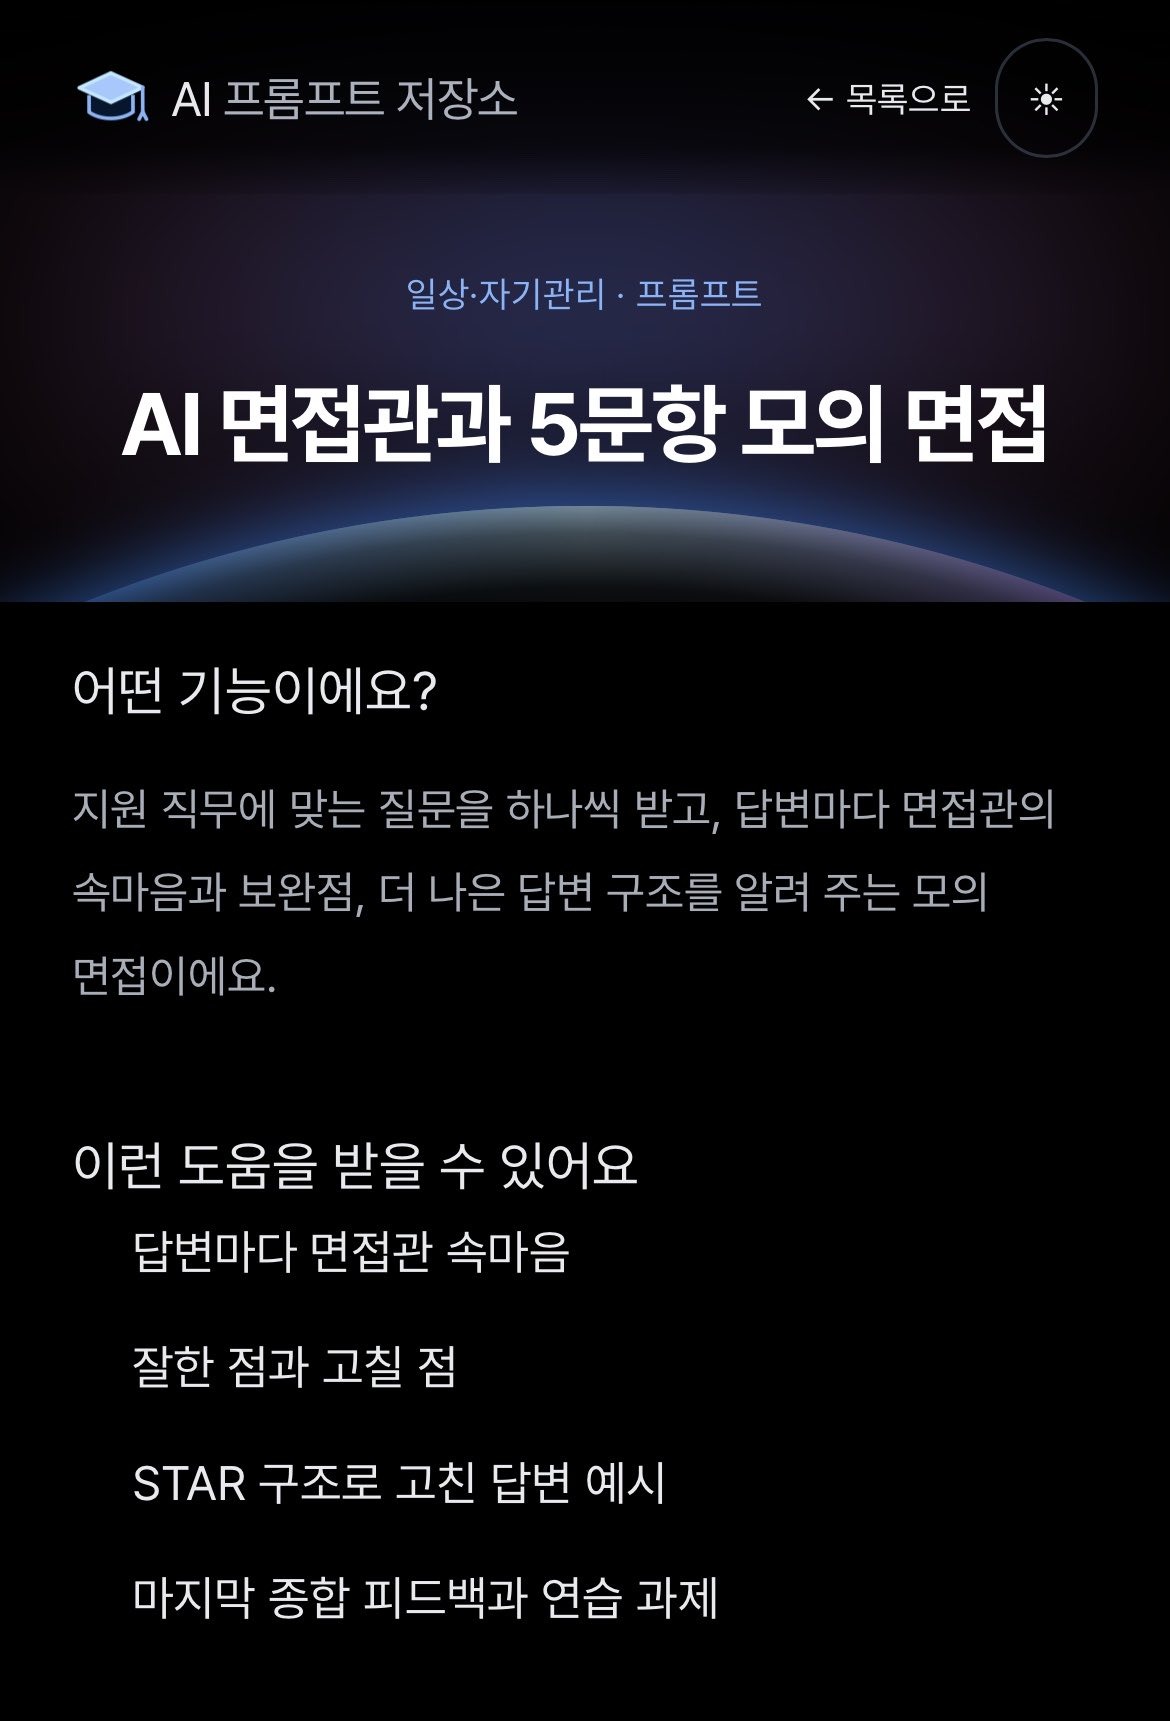 AI 프롬프트 저장소
← 목록으로
일상·자기관리 · 프롬프트
AI 면접관과 5문항 모의 면접
어떤 기능이에요?
지원 직무에 맞는 질문을 하나씩 받고, 답변마다 면접관의
속마음과 보완점, 더 나은 답변 구조를 알려 주는 모의
면접이에요.
이런 도움을 받을 수 있어요
답변마다 면접관 속마음
잘한 점과 고칠 점
STAR 구조로 고친 답변 예시
마지막 종합 피드백과 연습 과제